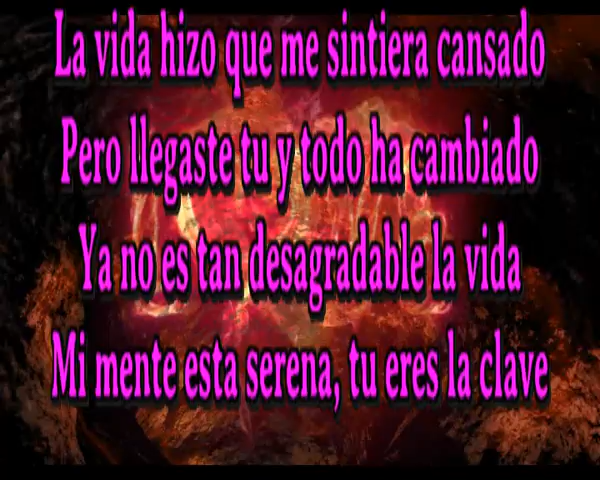 La vida hizo que me sintiera cansado
Pero llegaste tu y todo ha cambiado
Ya no es tan desagradable la vida
Mi mente esta serena, tu eres la clave